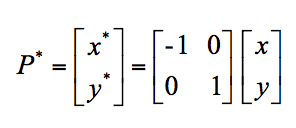 P* = [x* y*] = [-1 0 0 1] [x y]